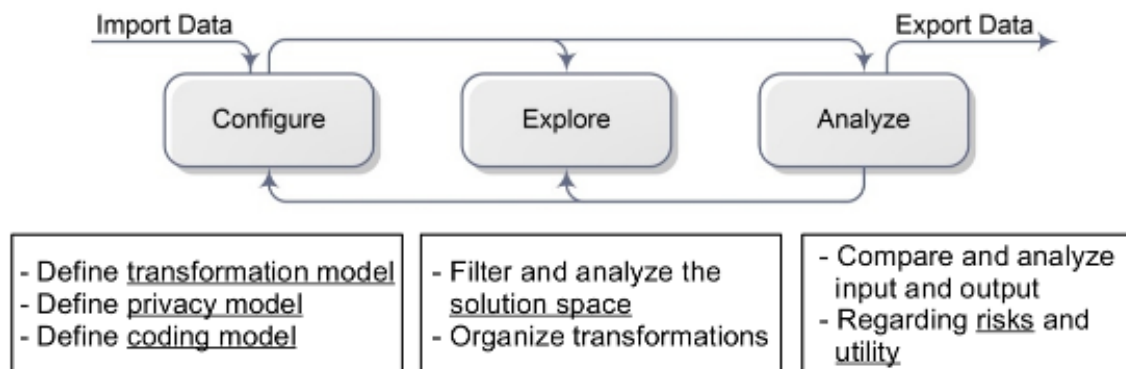 Import Data
Export Data
Configure
Explore
Analyze
- Define transformation model
- Define privacy model
- Define coding model
- Filter and analyze the
solution space
- Organize transformations
- Compare and analyze
input and output
- Regarding risks and
utility